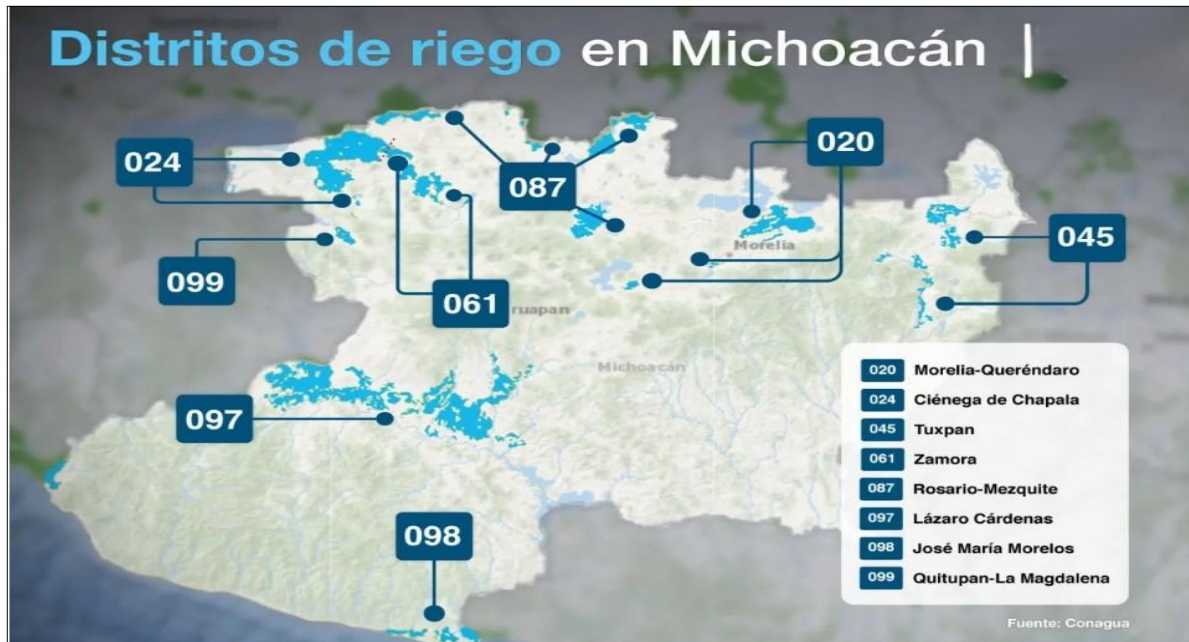 Distritos de riego en Michoacán |
024
020
087
045
099
061
Morelia
ruapan
Michoacán
097
098
020 Morelia-Queréndaro
024 Ciénega de Chapala
045 Tuxpan
061 Zamora
087 Rosario-Mezquite
097 Lázaro Cárdenas
098 José María Morelos
099 Quitupan-La Magdalena
Fuente: Conagua